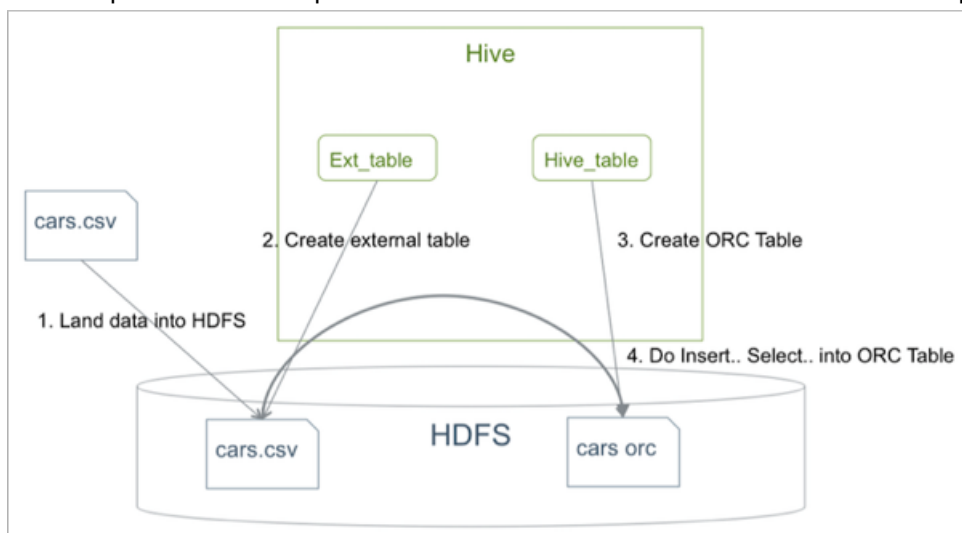 Hive
Ext_table
Hive_table
cars.csv
2. Create external table
3. Create ORC Table
1. Land data into HDFS
4. Do Insert.. Select.. into ORC Table
HDFS
cars.csv
cars orc